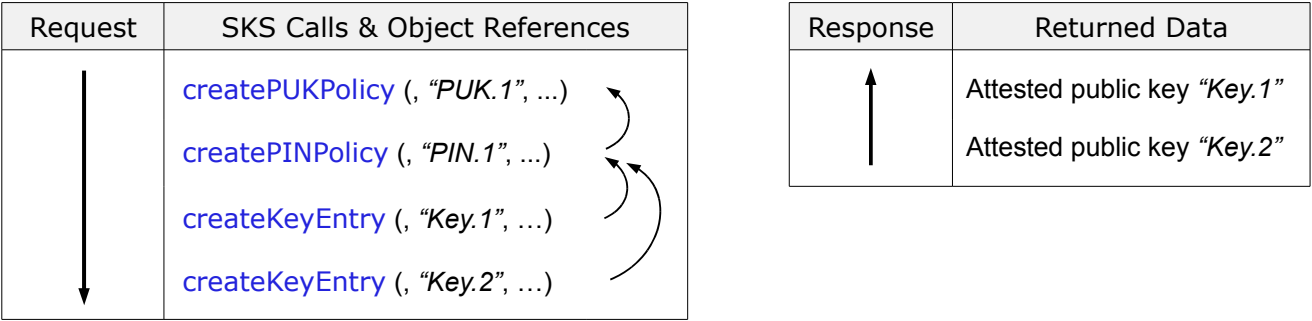 Request SKS Calls & Object References
createPUKPolicy (, “PUK.1”, ...)
createPINPolicy (, “PIN.1”, ...)
createKeyEntry (, “Key.1”, …)
createKeyEntry (, “Key.2”, …)
Response Returned Data
Attested public key “Key.1”
Attested public key “Key.2”